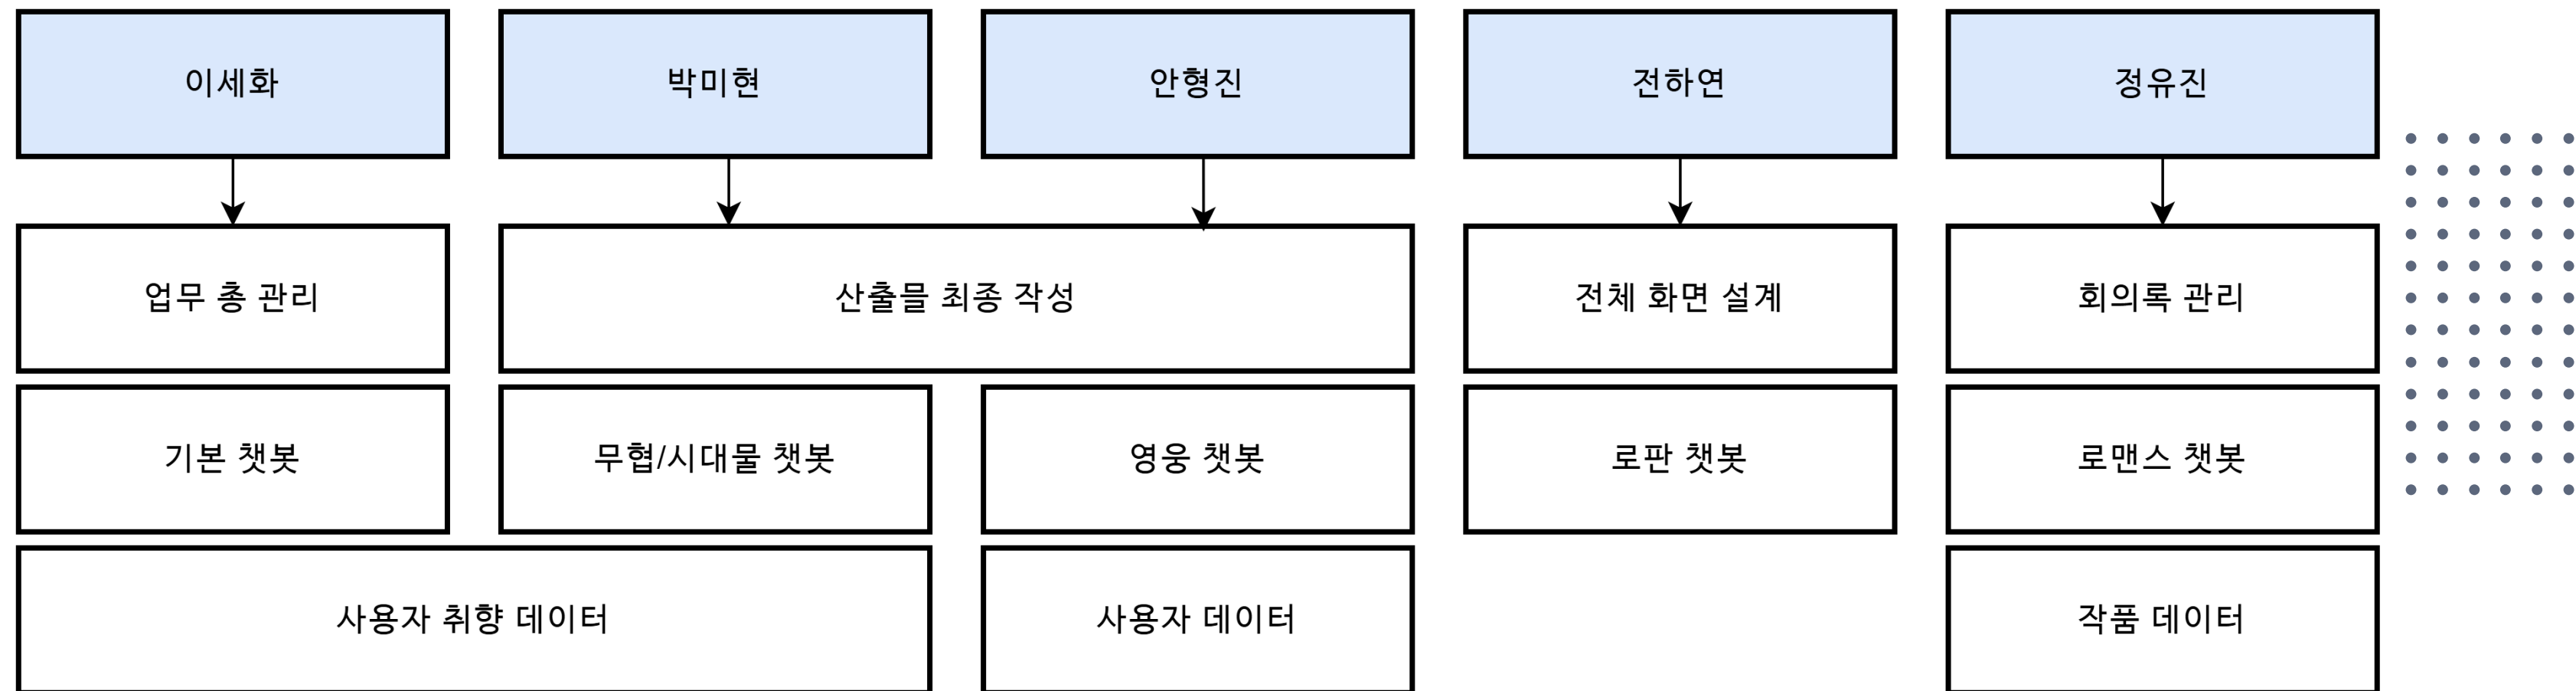 이세화
박미현
안형진
전하연
정유진
업무 총 관리
산출믈 최종 작성
전체 화면 설계
회의록 관리
기본 챗봇
무협/시대물 챗봇
영웅 챗봇
로판 챗봇
로맨스 챗봇
사용자 취향 데이터
사용자 데이터
작품 데이터